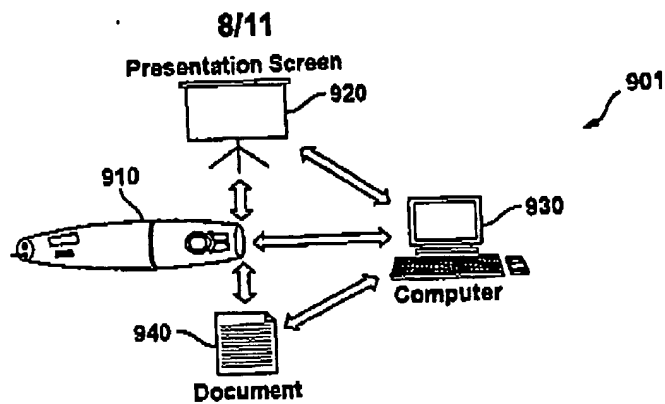 8/11
Presentation Screen
920
901
910
930
Computer
940
Document